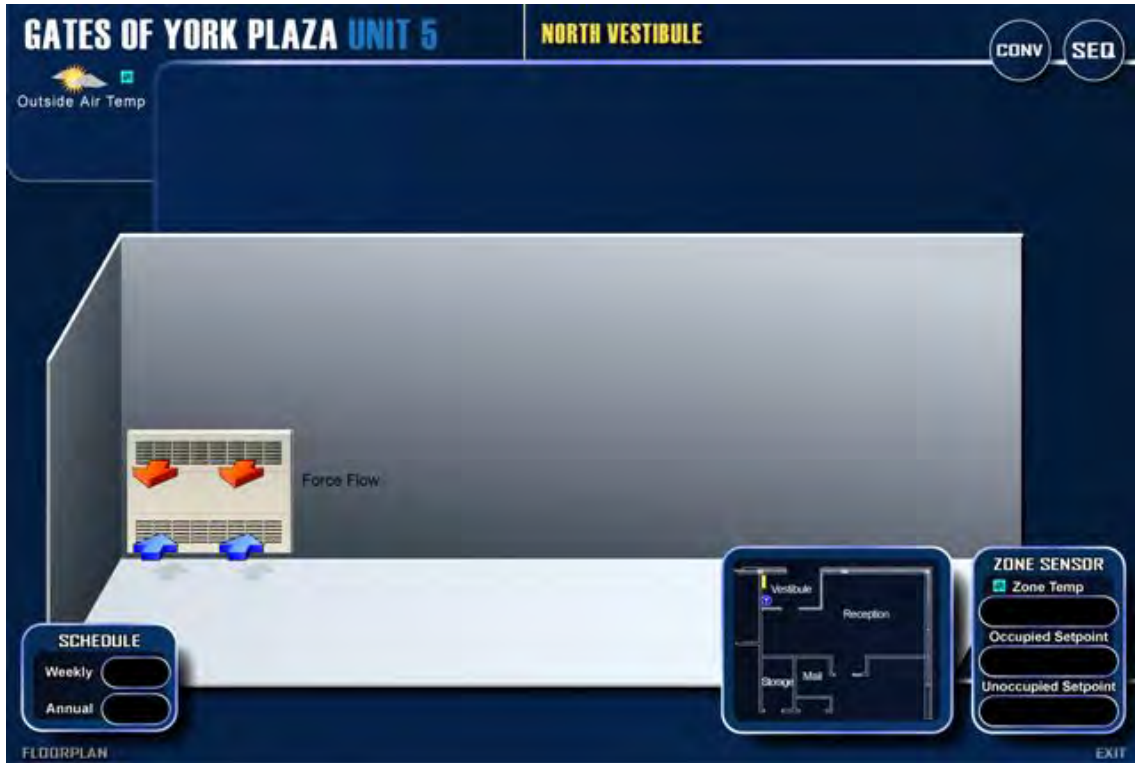 GATES OF YORK PLAZA UNIT 5
NORTH VESTIBULE
CONV
SEQ
Outside Air Temp
Force Flow
Vestibule
Reception
Storage
Mail
ZONE SENSOR
Zone Temp
Occupied Setpoint
Unoccupied Setpoint
SCHEDULE
Weekly
Annual
FLOORPLAN
EXIT